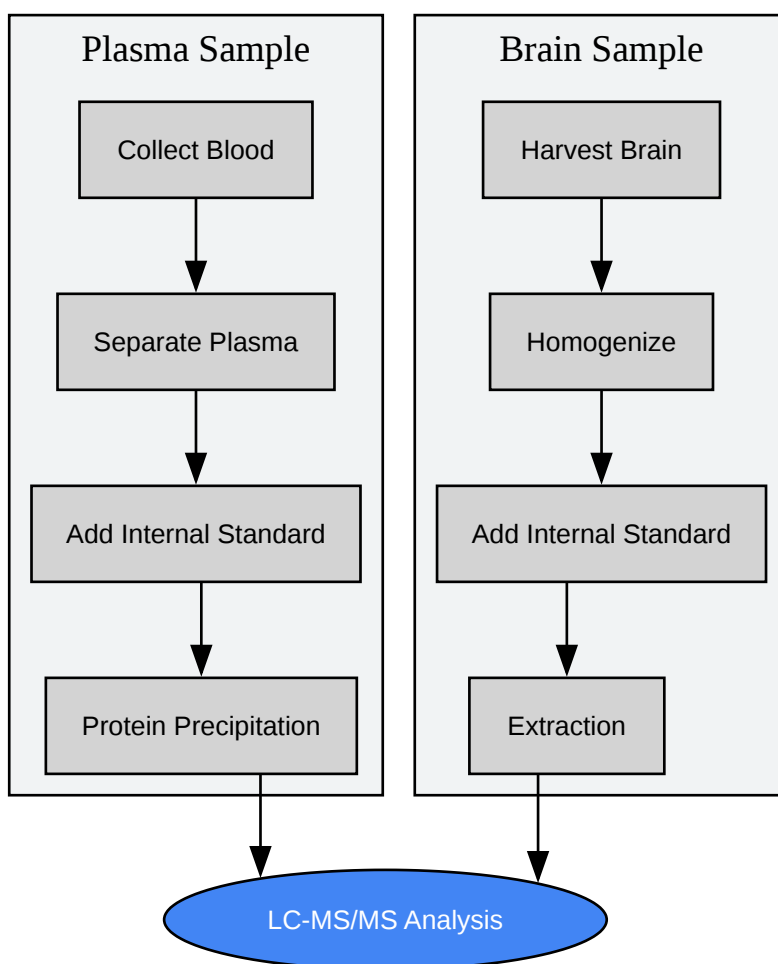 Plasma Sample
Collect Blood
Separate Plasma
Add Internal Standard
Protein Precipitation
Brain Sample
Harvest Brain
Homogenize
Add Internal Standard
Extraction
LC-MS/MS Analysis